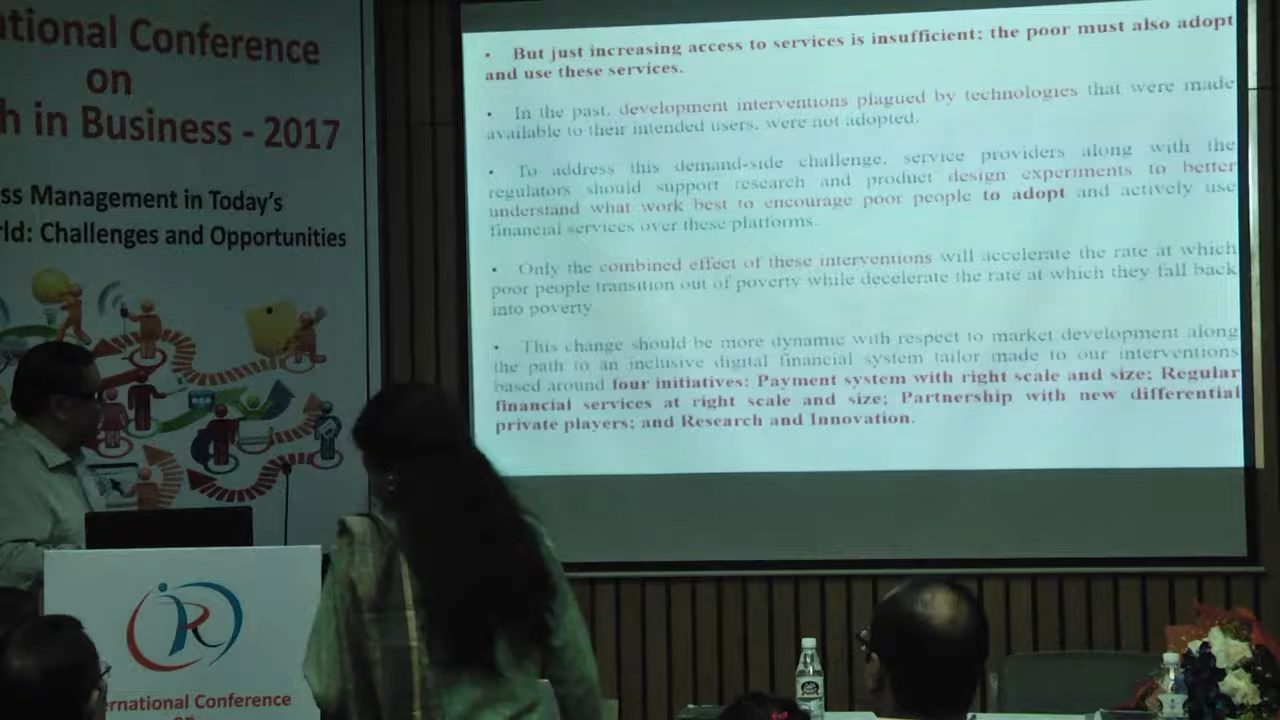 ational Conference
on
h in Business - 2017
ss Management in Today's
rld: Challenges and Opportunities
• But just increasing access to services is insufficient; the poor must also adopt
and use these services.
• In the past, development interventions plagued by technologies that were made
available to their intended users, were not adopted.
• To address this demand-side challenge, service providers along with the
regulators should support research and product design experiments to better
understand what work best to encourage poor people to adopt and actively use
financial services over these platforms.
• Only the combined effect of these interventions will accelerate the rate at which
poor people transition out of poverty while decelerate the rate at which they fall back
into poverty
• This change should be more dynamic with respect to market development along
the path to an inclusive digital financial system tailor made to our interventions
based around four initiatives: Payment system with right scale and size; Regular
financial services at right scale and size; Partnership with new differential
private players; and Research and Innovation.
iR
rnational Conference